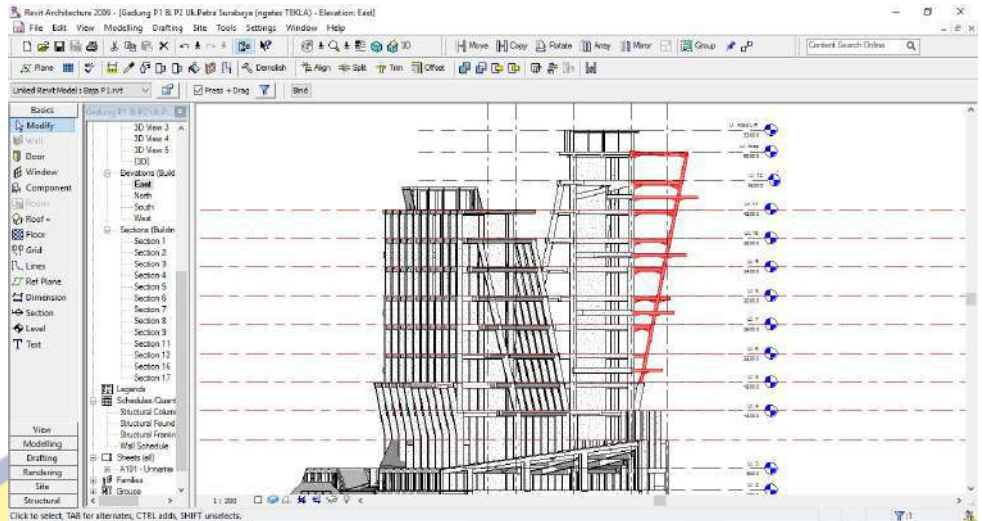 Revit Architecture 2009 - [Gedung P1 & P2 Uk.Petra Surabaya (ngetes TEKLA) - Elevation: East]
File Edit View Modelling Drafting Site Tools Settings Window Help
3D Move Copy Rotate Array Mirror Group Content Search Online
Plane Demolish Align Split Trim Offset
Linked Revit Model : Baja P1.rvt Press + Drag Bind
Basics
Modify
Wall
Door
Window
Component
Room
Roof
Floor
Grid
Lines
Ref Plane
Dimension
Section
Level
Text
View
Modelling
Drafting
Rendering
Site
Structural
Gedung P1 & P2 Uk.P
3D View 3
3D View 4
3D View 5
{3D}
Elevations (Build
East
North
South
West
Sections (Buildin
Section 1
Section 2
Section 3
Section 4
Section 5
Section 6
Section 7
Section 8
Section 9
Section 11
Section 12
Section 16
Section 17
Legends
Schedules/Quant
Structural Colum
Structural Found
Structural Framin
Wall Schedule
Sheets (all)
A101 - Unname
Families
Groups
1 : 200
Click to select, TAB for alternates, CTRL adds, SHIFT unselects.
:1